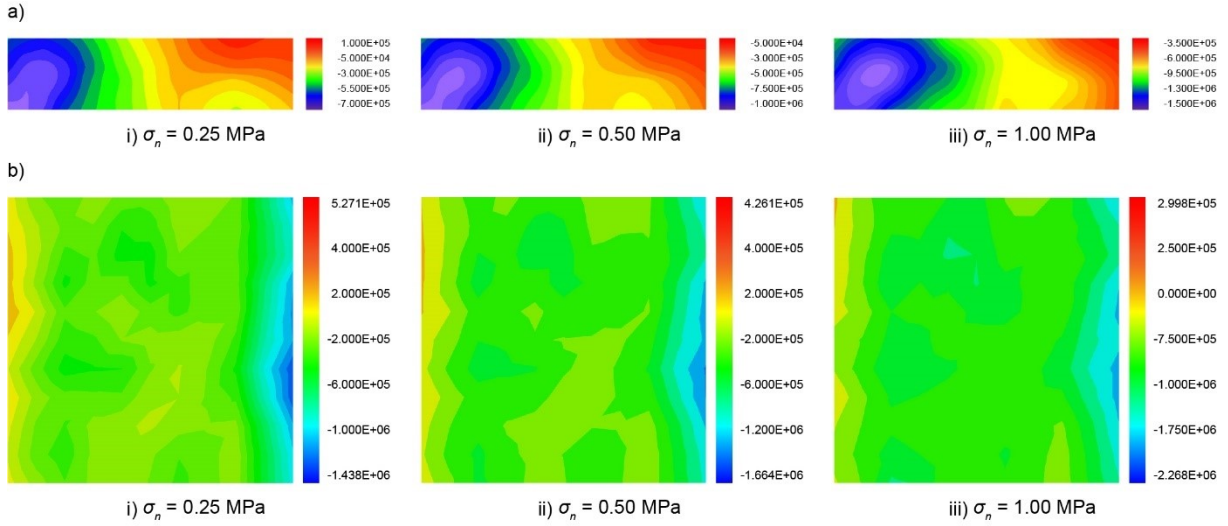 a)
1.000E+05
-1.000E+05
-3.000E+05
-5.000E+05
-7.000E+05
i) σn = 0.25 MPa
-5.000E+04
-2.500E+05
-5.000E+05
-7.500E+05
-1.000E+06
ii) σn = 0.50 MPa
-3.500E+05
-6.000E+05
-9.500E+05
-1.300E+06
-1.500E+06
iii) σn = 1.00 MPa
b)
5.271E+05
4.000E+05
2.000E+05
-2.000E+05
-6.000E+05
-1.000E+06
-1.438E+06
i) σn = 0.25 MPa
4.261E+05
2.000E+05
-2.000E+05
-5.000E+05
-8.000E+05
-1.200E+06
-1.664E+06
ii) σn = 0.50 MPa
2.998E+05
2.500E+05
0.000E+00
-7.500E+05
-1.000E+06
-1.750E+06
-2.268E+06
iii) σn = 1.00 MPa